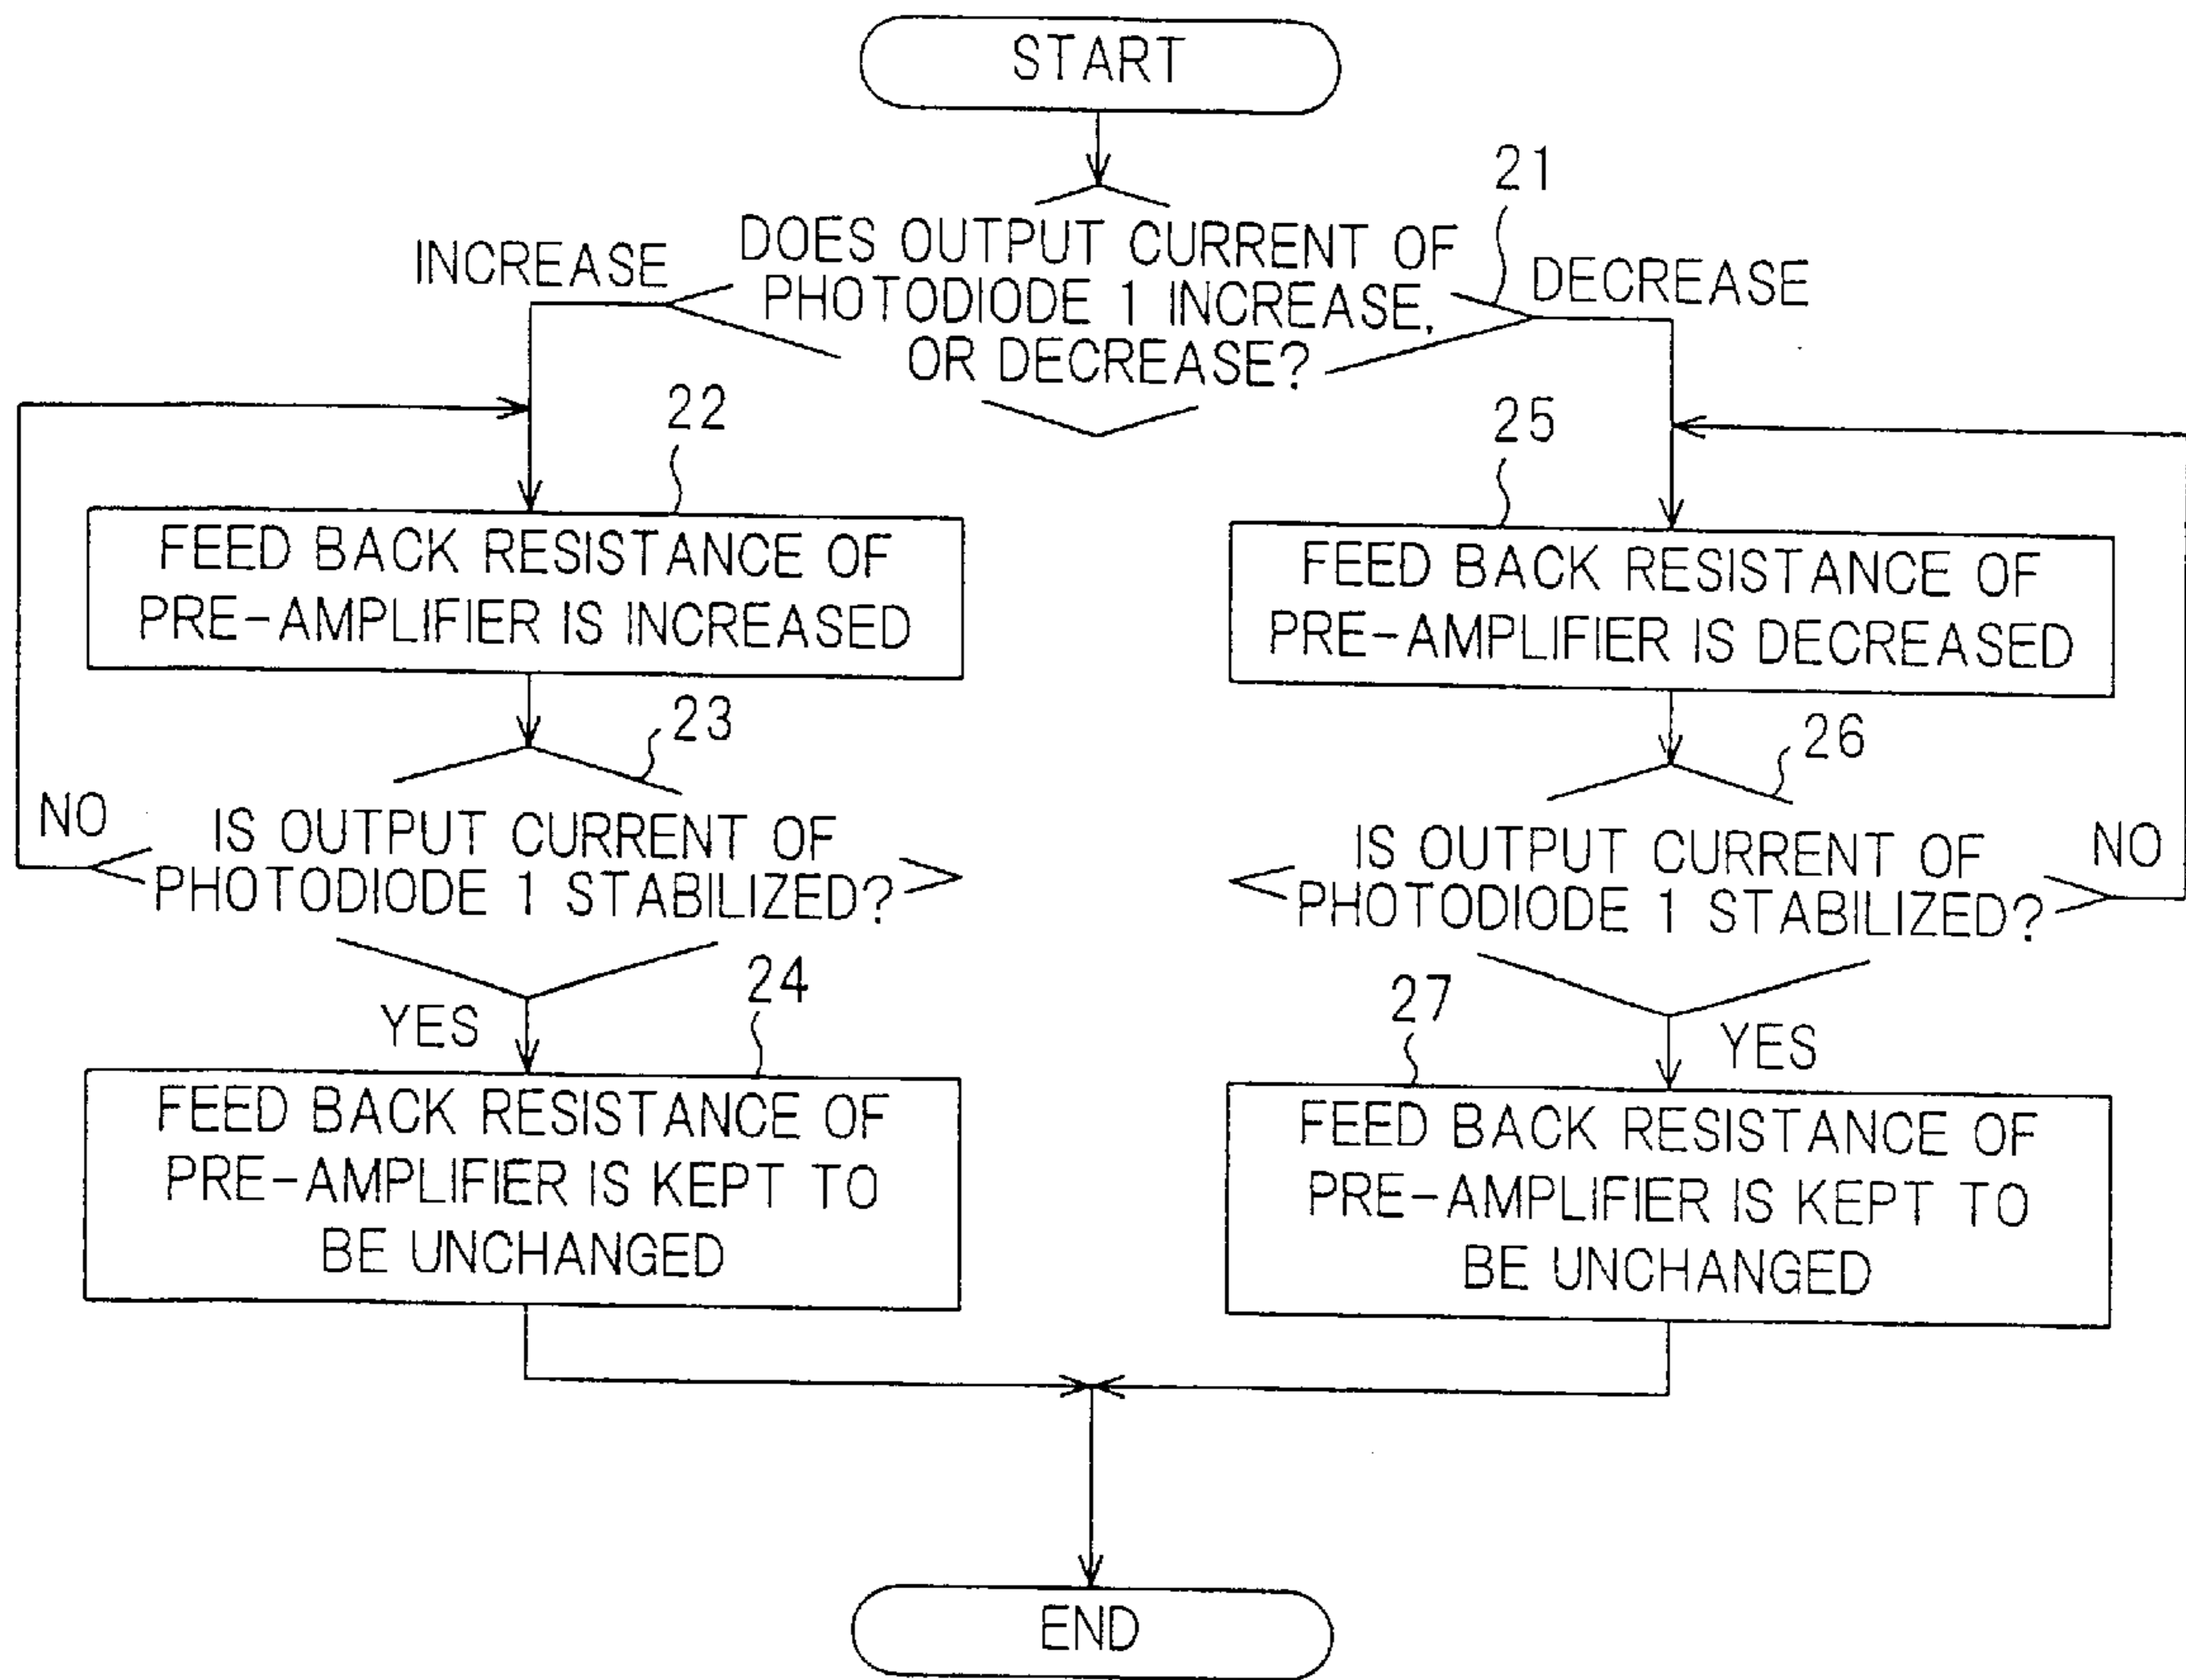 START
21
DOES OUTPUT CURRENT OF
PHOTODIODE 1 INCREASE,
OR DECREASE?
INCREASE
DECREASE
22
FEED BACK RESISTANCE OF
PRE-AMPLIFIER IS INCREASED
23
IS OUTPUT CURRENT OF
PHOTODIODE 1 STABILIZED?
NO
YES
24
FEED BACK RESISTANCE OF
PRE-AMPLIFIER IS KEPT TO
BE UNCHANGED
25
FEED BACK RESISTANCE OF
PRE-AMPLIFIER IS DECREASED
26
IS OUTPUT CURRENT OF
PHOTODIODE 1 STABILIZED?
NO
YES
27
FEED BACK RESISTANCE OF
PRE-AMPLIFIER IS KEPT TO
BE UNCHANGED
END